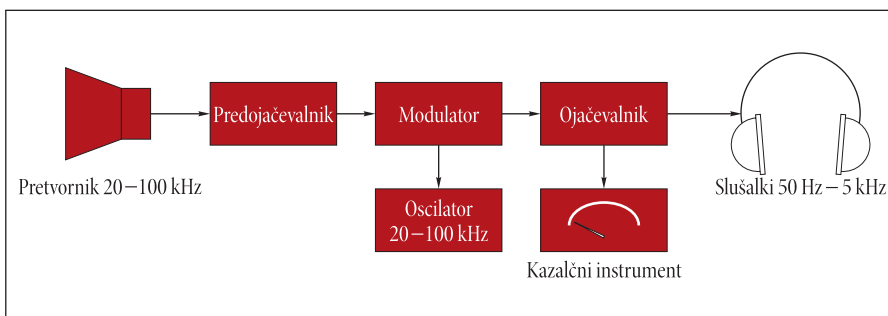 Pretvornik 20–100 kHz
Predojačevalnik
Modulator
Oscilator
20–100 kHz
Ojačevalnik
Kazalčni instrument
Slušalki 50 Hz – 5 kHz